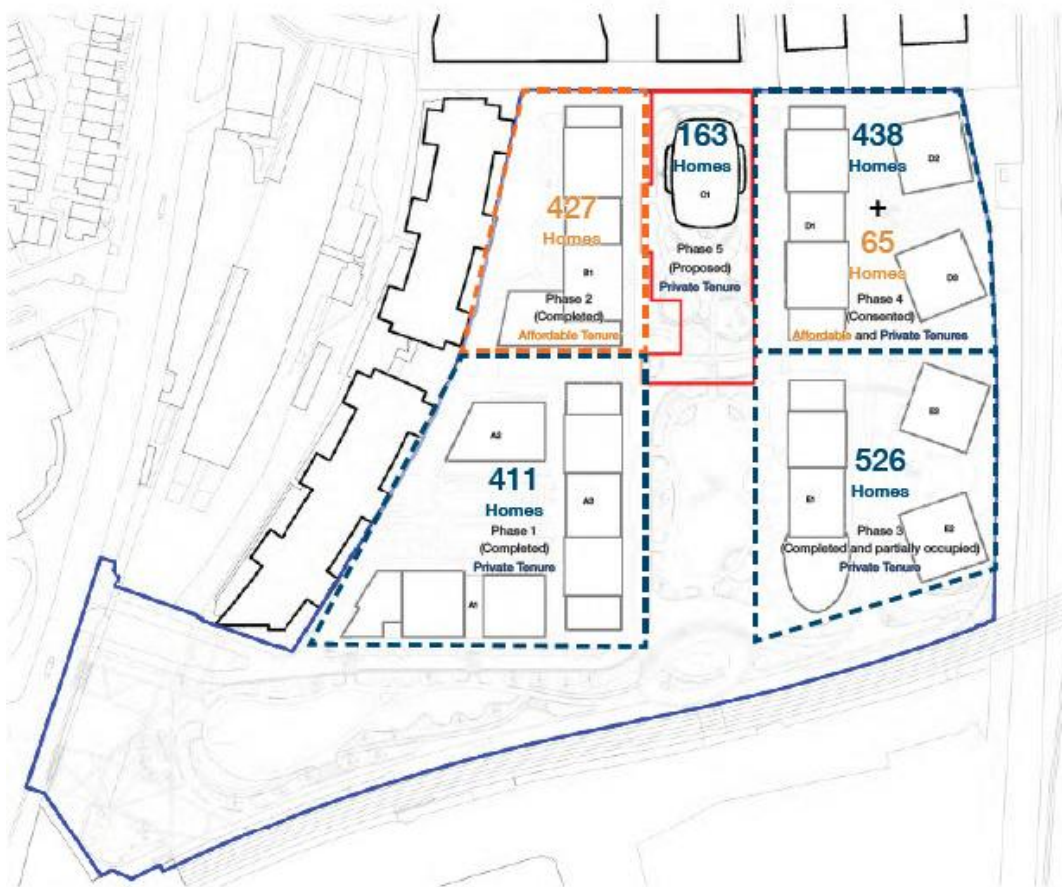 163
Homes
C1
Phase 5
(Proposed)
Private Tenure
438
Homes
D2
+
D1
65
Homes
D3
Phase 4
(Consented)
Affordable and Private Tenures
427
Homes
B1
Phase 2
(Completed)
Affordable Tenure
A2
411
Homes
A3
Phase 1
(Completed)
Private Tenure
A1
E3
526
Homes
E1
E2
Phase 3
(Completed and partially occupied)
Private Tenure